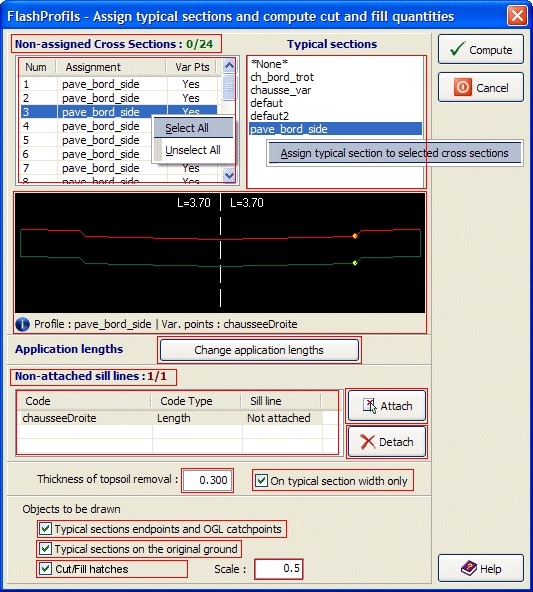 FlashProfils - Assign typical sections and compute cut and fill quantities
Non-assigned Cross Sections : 0/24
Typical sections
Compute
Cancel
Num Assignment Var Pts
1 pave_bord_side Yes
2 pave_bord_side Yes
3 pave_bord_side Yes
4 pave_bord_side
5 pave_bord_side
6 pave_bord_side
7 pave_bord_side Yes
8 pave_bord_side Yes
Select All
Unselect All
*None*
ch_bord_trot
chausse_var
defaut
defaut2
pave_bord_side
Assign typical section to selected cross sections
L=3.70 L=3.70
Profile : pave_bord_side | Var. points : chausseeDroite
Application lengths
Change application lengths
Non-attached sill lines : 1/1
Code Code Type Sill line
chausseeDroite Length Not attached
Attach
Detach
Thickness of topsoil removal : 0.300
On typical section width only
Objects to be drawn
Typical sections endpoints and OGL catchpoints
Typical sections on the original ground
Cut/Fill hatches
Scale : 0.5
Help